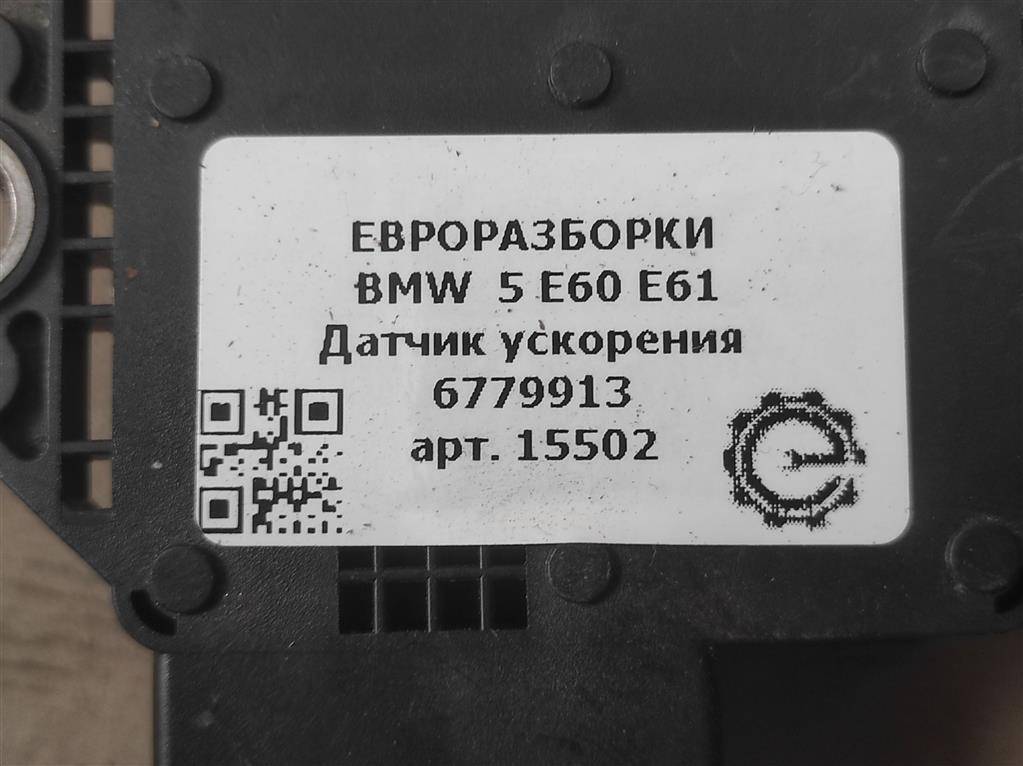 ЕВРОРАЗБОРКИ
BMW 5 E60 E61
Датчик ускорения
6779913
арт. 15502